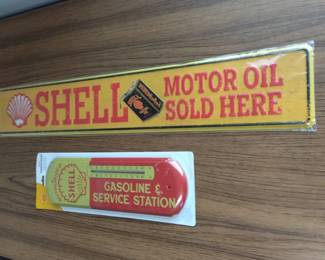 SHELL
MOTOR OIL
SOLD HERE
SHELL
GASOLINE &
SERVICE STATION